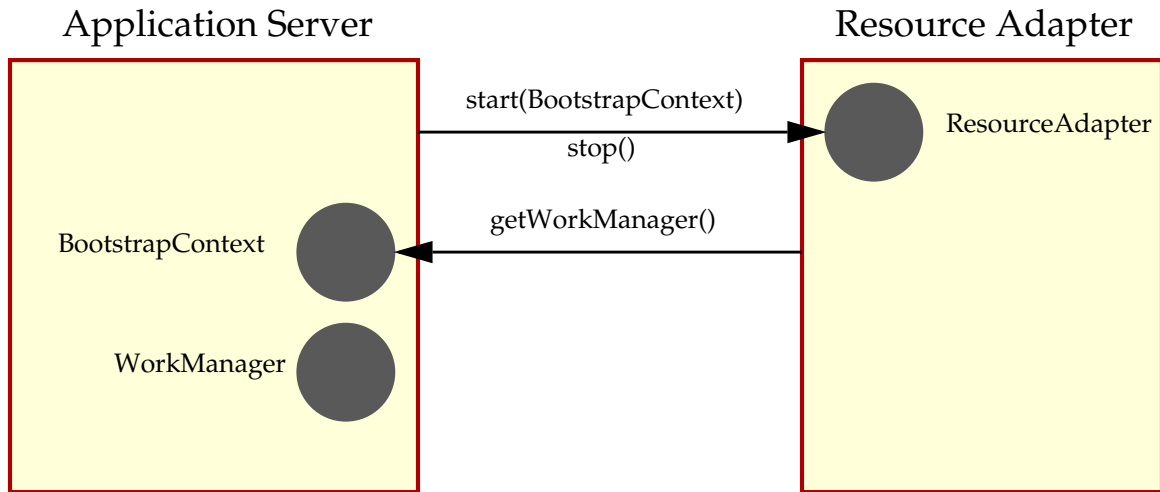 Application Server
Resource Adapter
start(BootstrapContext)
ResourceAdapter
stop()
getWorkManager()
BootstrapContext
WorkManager